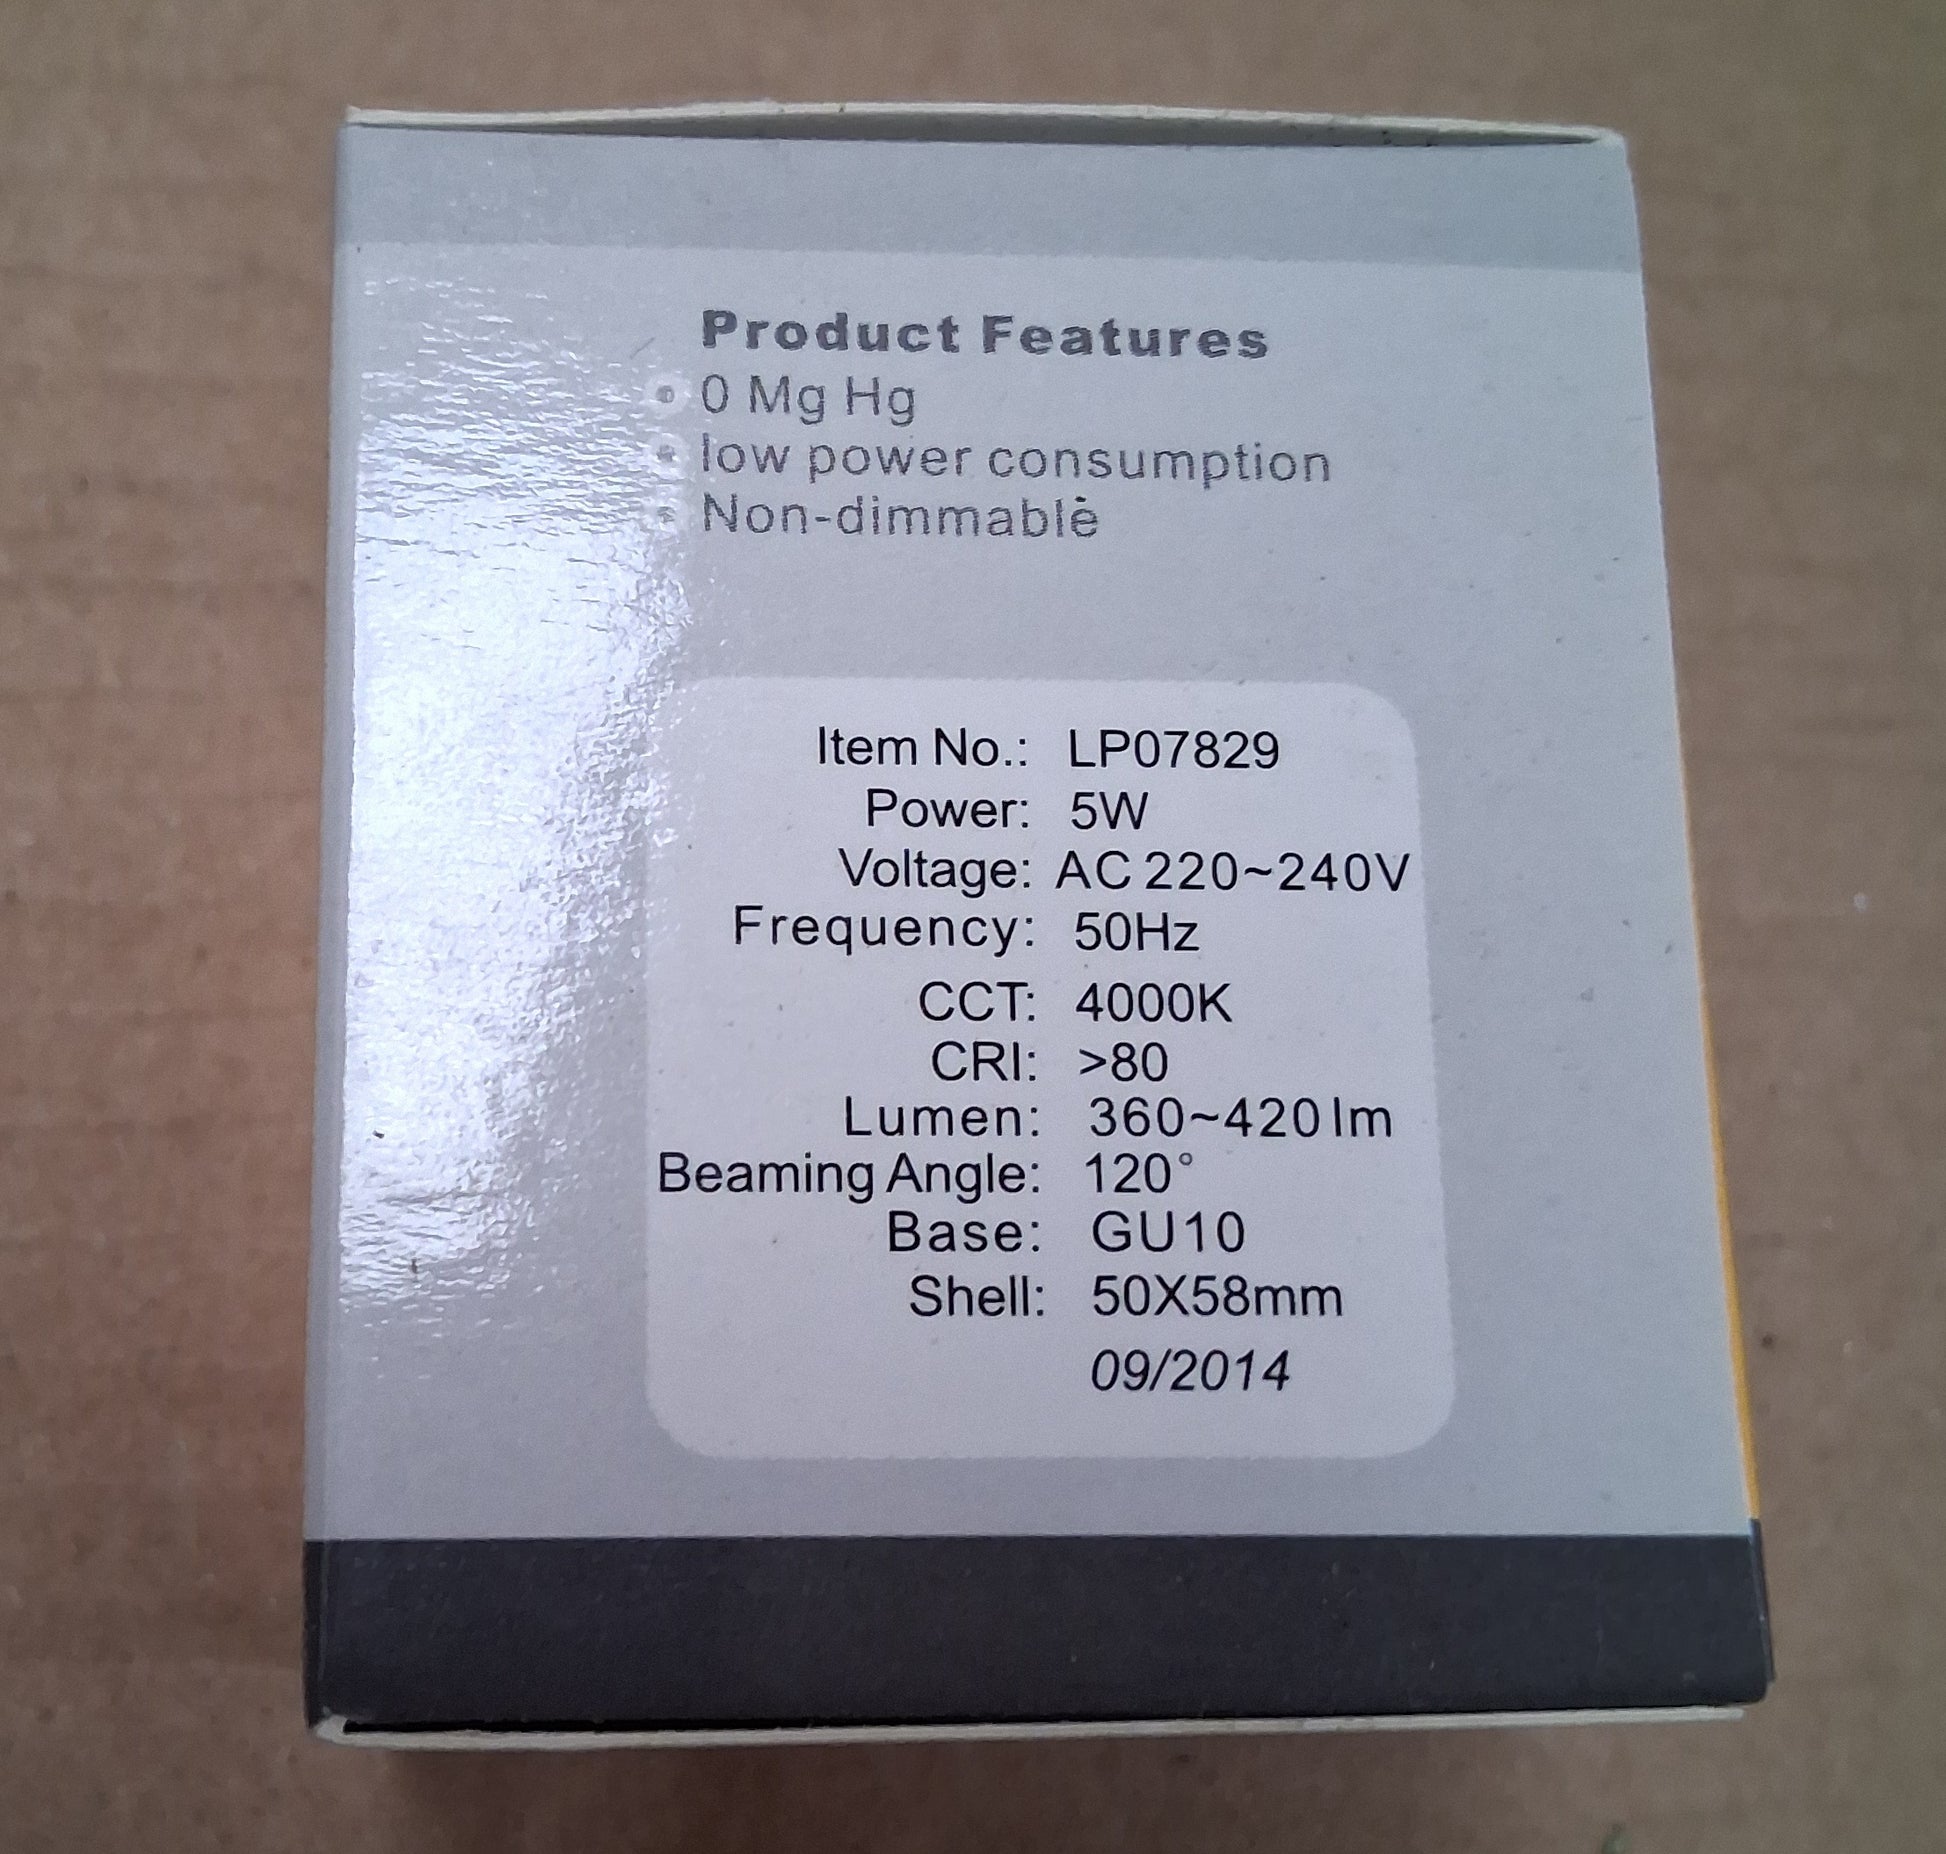 Product Features
• 0 Mg Hg
• low power consumption
• Non-dimmable
Item No.: LP07829
Power: 5W
Voltage: AC 220~240V
Frequency: 50Hz
CCT: 4000K
CRI: >80
Lumen: 360~420 lm
Beaming Angle: 120°
Base: GU10
Shell: 50X58mm
09/2014